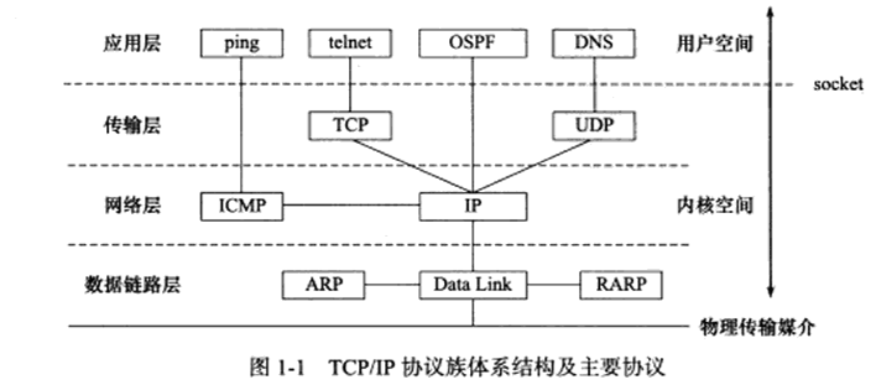 应用层 ping telnet OSPF DNS 用户空间
socket
传输层 TCP UDP
网络层 ICMP IP 内核空间
数据链路层 ARP Data Link RARP
物理传输媒介
图 1-1 TCP/IP 协议族体系结构及主要协议